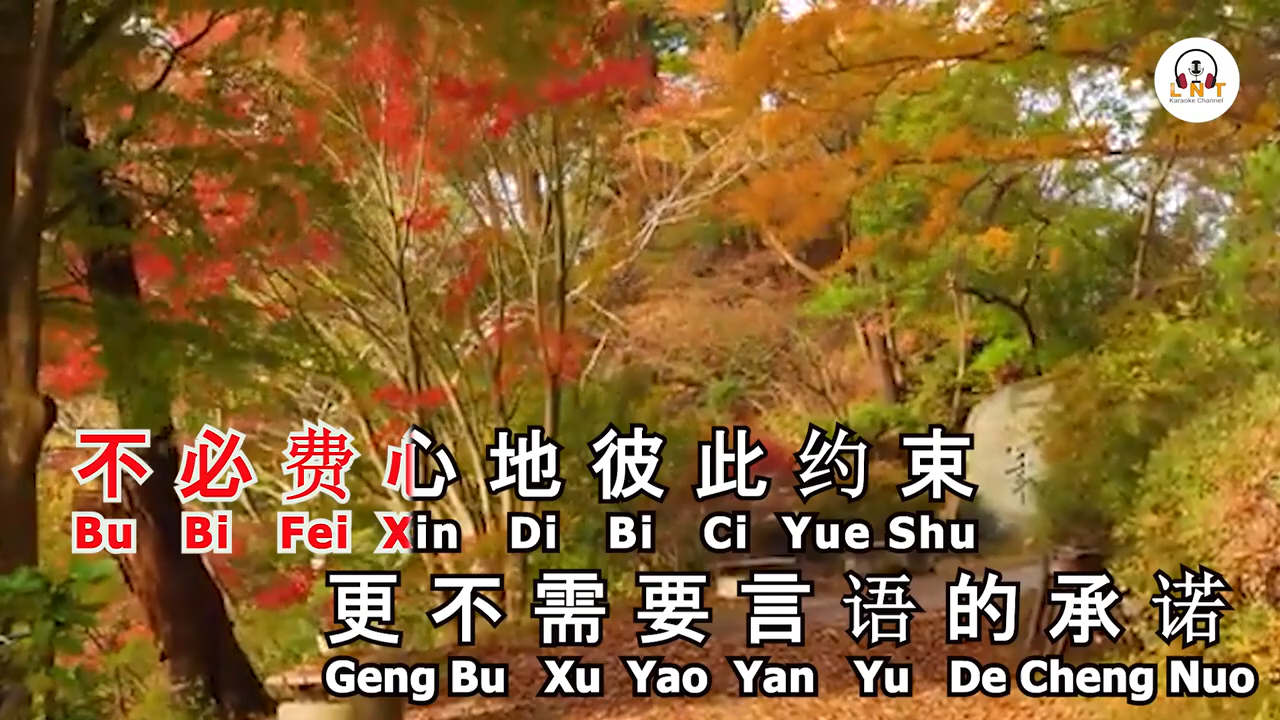 L N T
Karaoke Channel
不必费心地彼此约束
Bu Bi Fei Xin Di Bi Ci Yue Shu
更不需要言语的承诺
Geng Bu Xu Yao Yan Yu De Cheng Nuo